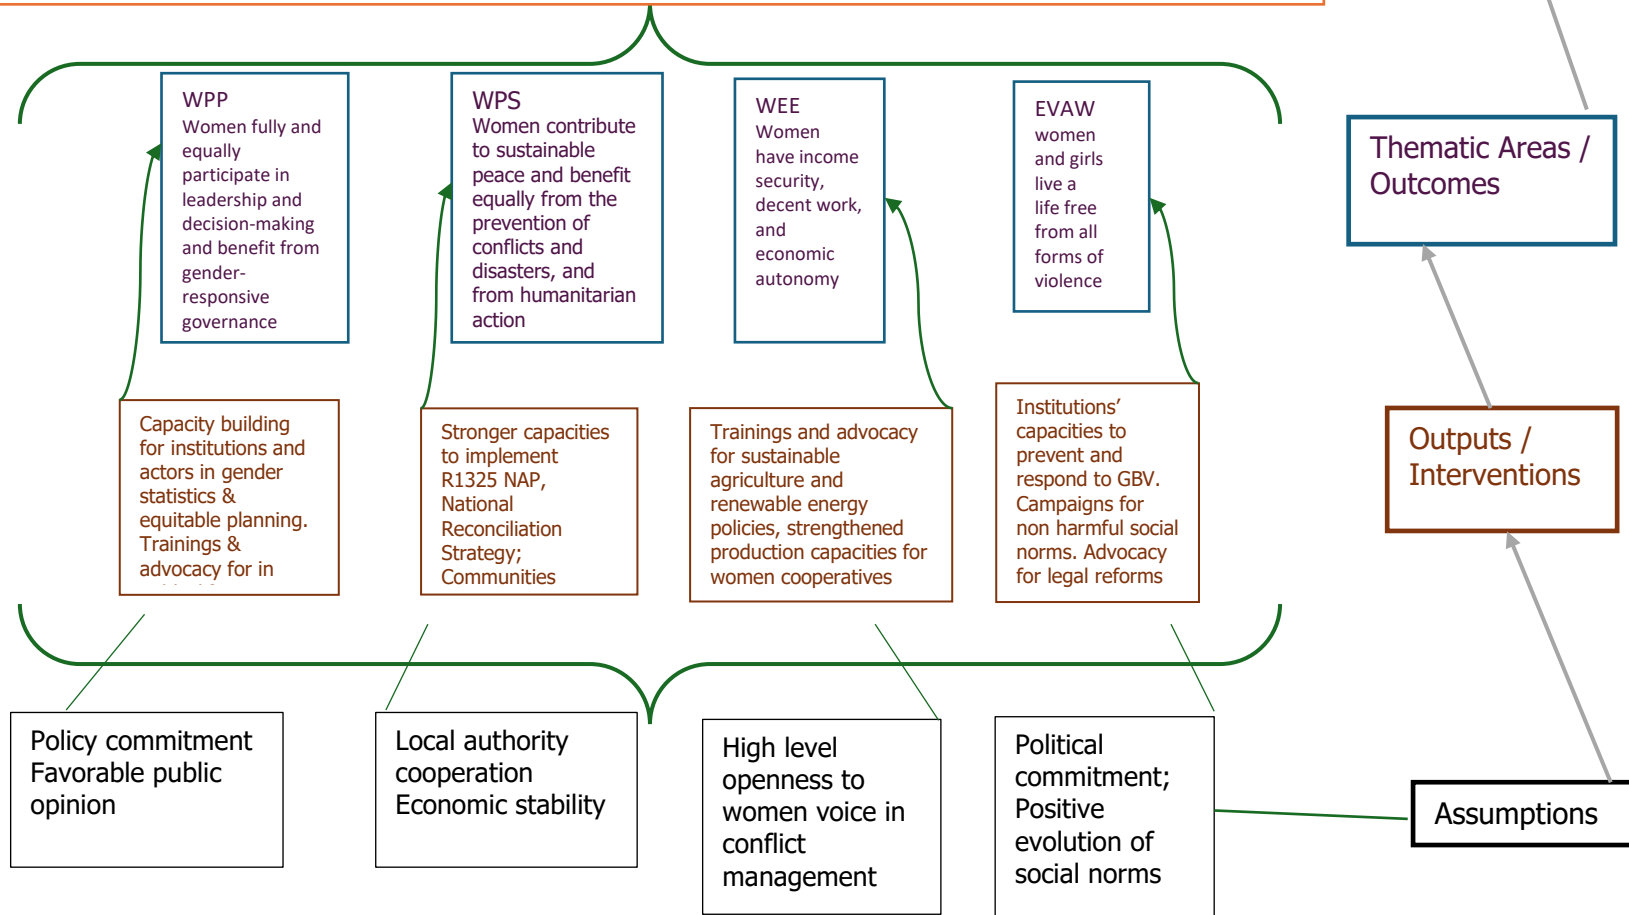 WPP
Women fully and
equally
participate in
leadership and
decision-making
and benefit from
gender-
responsive
governance
WPS
Women contribute
to sustainable
peace and benefit
equally from the
prevention of
conflicts and
disasters, and
from humanitarian
action
WEE
Women
have income
security,
decent work,
and
economic
autonomy
EVAW
women
and girls
live a
life free
from all
forms of
violence
Thematic Areas /
Outcomes
Capacity building
for institutions and
actors in gender
statistics &
equitable planning.
Trainings &
advocacy for in
Stronger capacities
to implement
R1325 NAP,
National
Reconciliation
Strategy;
Communities
Trainings and advocacy
for sustainable
agriculture and
renewable energy
policies, strengthened
production capacities for
women cooperatives
Institutions’
capacities to
prevent and
respond to GBV.
Campaigns for
non harmful social
norms. Advocacy
for legal reforms
Outputs /
Interventions
Policy commitment
Favorable public
opinion
Local authority
cooperation
Economic stability
High level
openness to
women voice in
conflict
management
Political
commitment;
Positive
evolution of
social norms
Assumptions